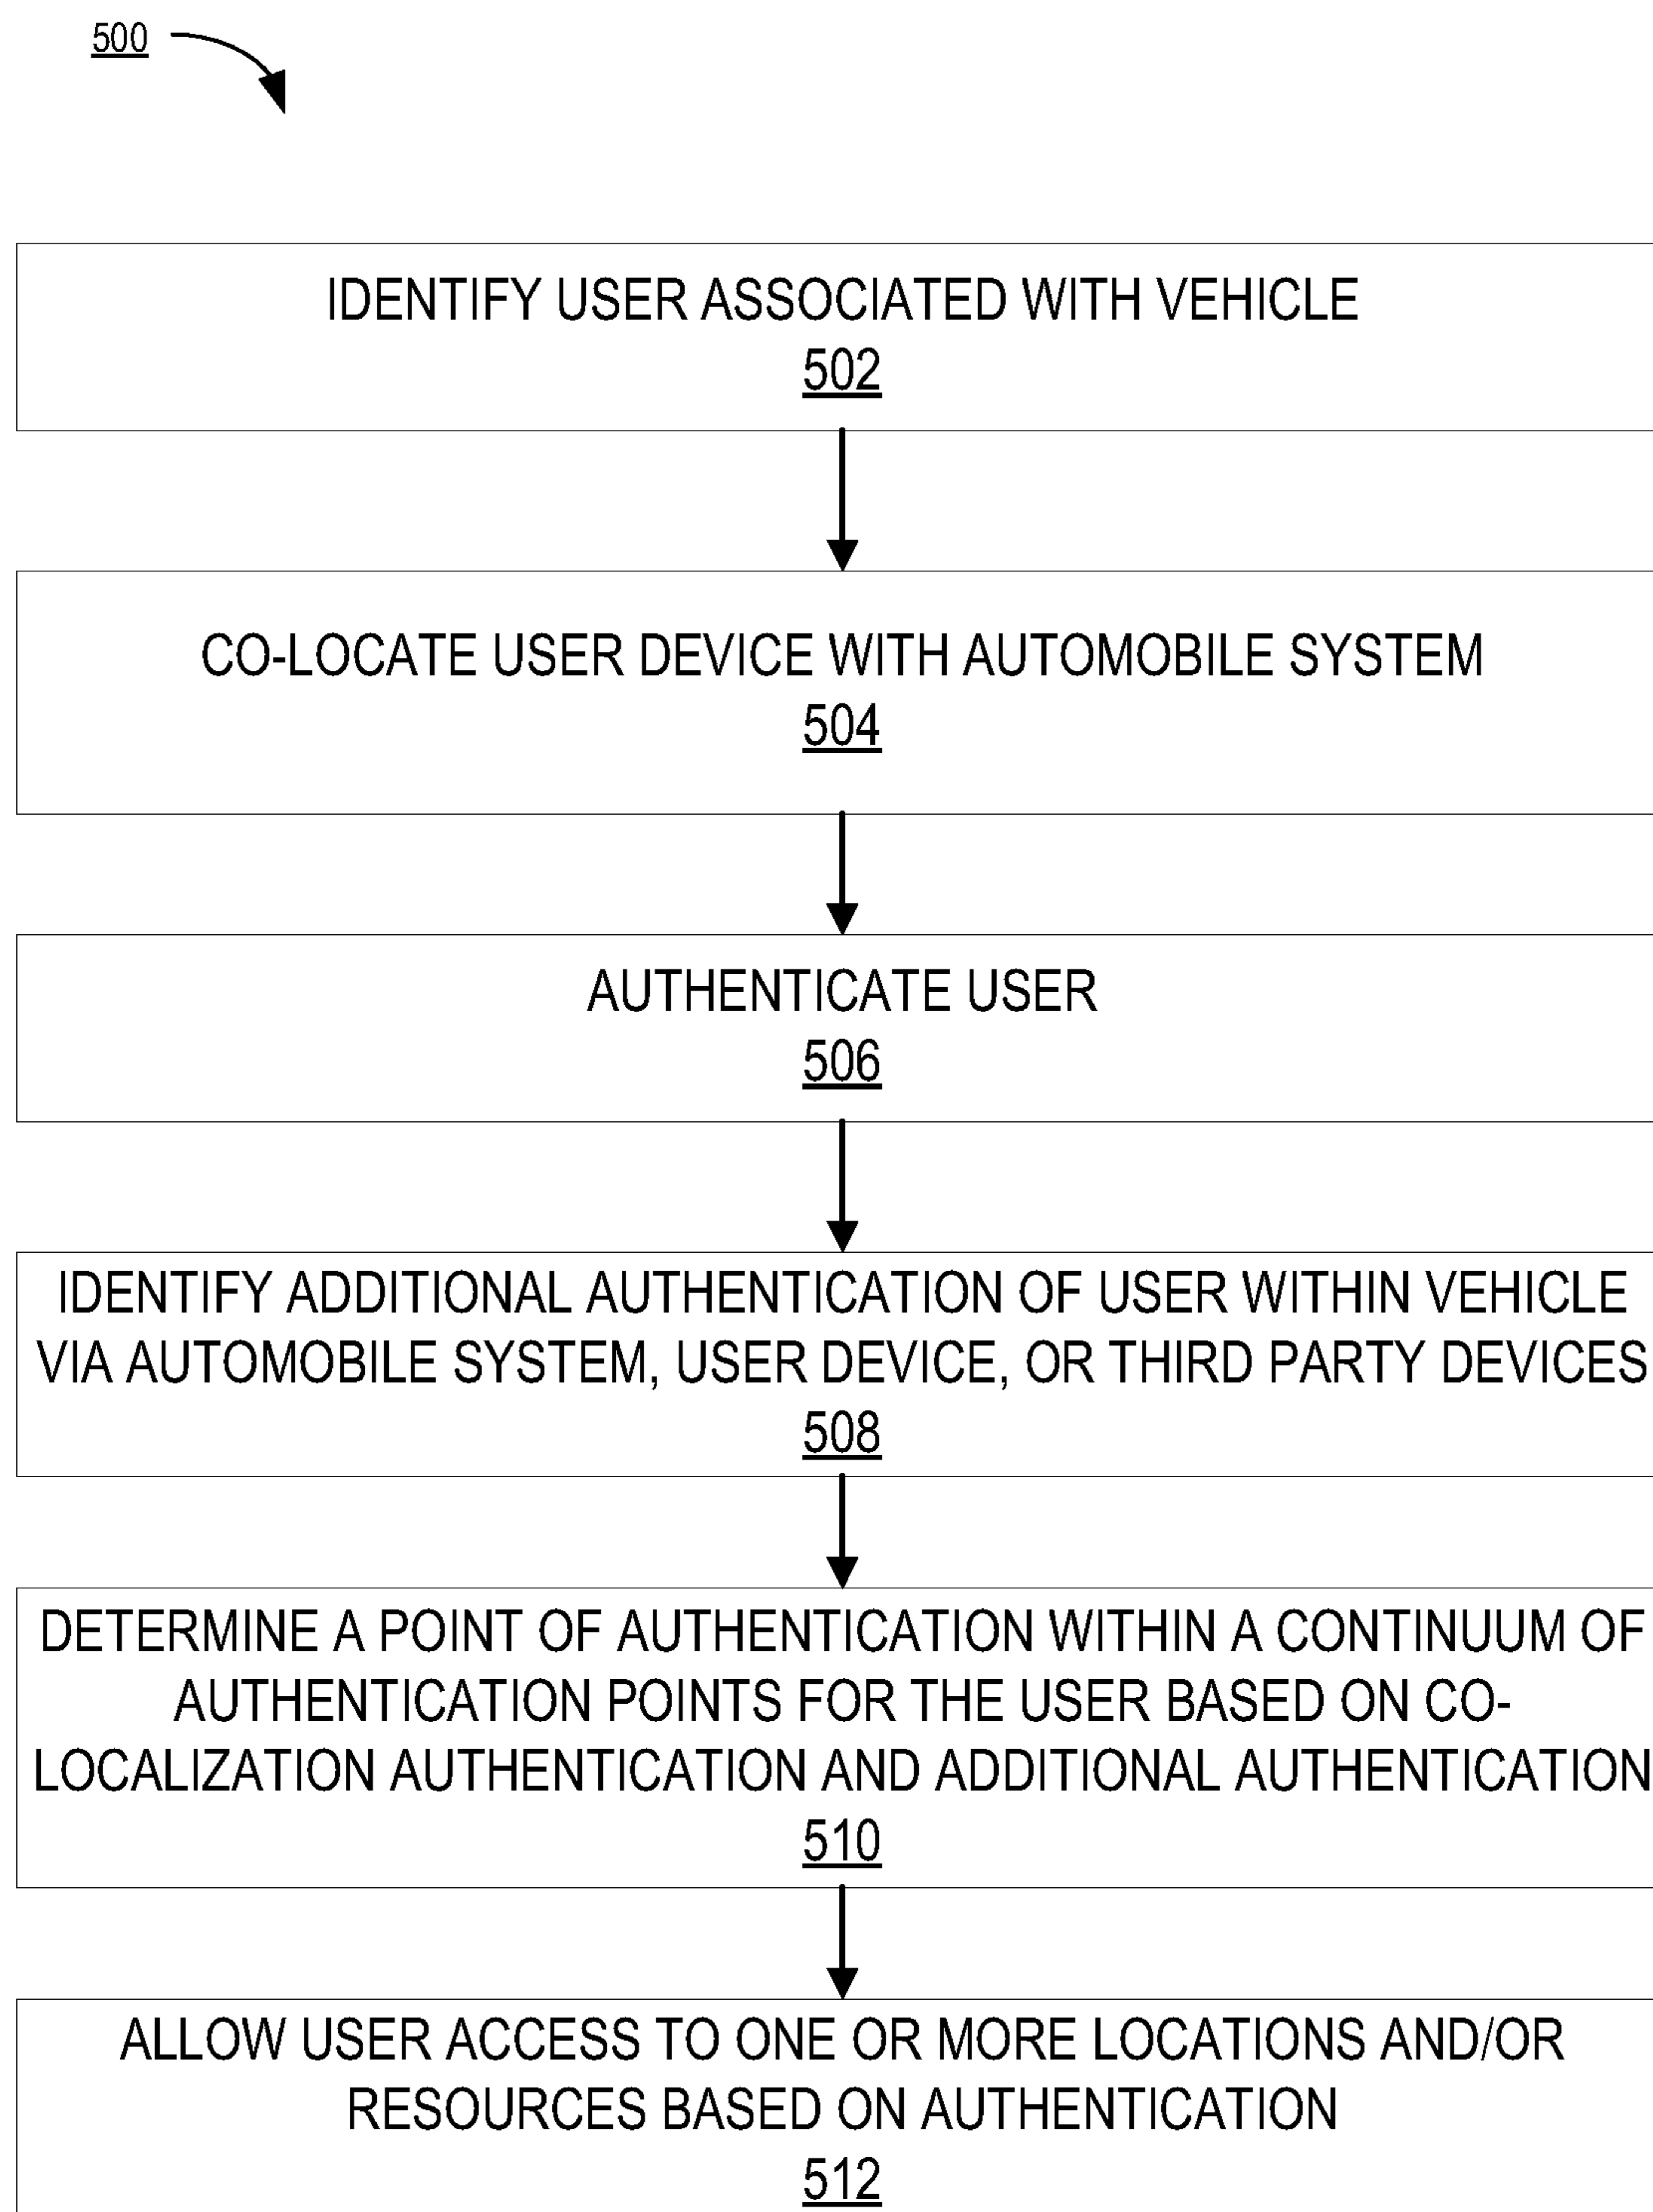 500
IDENTIFY USER ASSOCIATED WITH VEHICLE
502
CO-LOCATE USER DEVICE WITH AUTOMOBILE SYSTEM
504
AUTHENTICATE USER
506
IDENTIFY ADDITIONAL AUTHENTICATION OF USER WITHIN VEHICLE
VIA AUTOMOBILE SYSTEM, USER DEVICE, OR THIRD PARTY DEVICES
508
DETERMINE A POINT OF AUTHENTICATION WITHIN A CONTINUUM OF
AUTHENTICATION POINTS FOR THE USER BASED ON CO-
LOCALIZATION AUTHENTICATION AND ADDITIONAL AUTHENTICATION
510
ALLOW USER ACCESS TO ONE OR MORE LOCATIONS AND/OR
RESOURCES BASED ON AUTHENTICATION
512